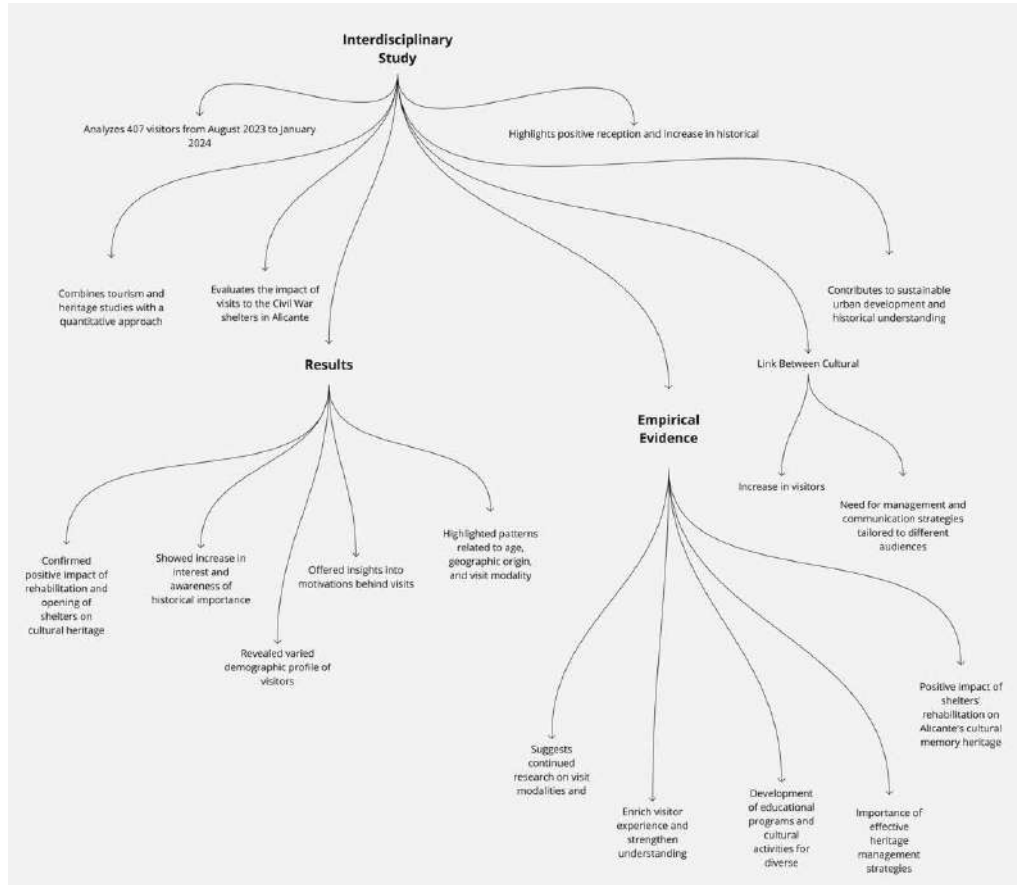 Interdisciplinary
Study
Analyzes 407 visitors from August 2023 to January
2024
Highlights positive reception and increase in historical
Combines tourism and
heritage studies with a
quantitative approach
Evaluates the impact of
visits to the Civil War
shelters in Alicante
Contributes to sustainable
urban development and
historical understanding
Results
Link Between Cultural
Empirical
Evidence
Increase in visitors
Need for management and
communication strategies
tailored to different
audiences
Confirmed
positive impact of
rehabilitation and
opening of
shelters on
cultural heritage
Showed increase in
interest and
awareness of
historical importance
Offered insights into
motivations behind visits
Highlighted patterns
related to age,
geographic origin,
and visit modality
Revealed varied
demographic profile of
visitors
Positive impact of
shelters'
rehabilitation on
Alicante's cultural
memory heritage
Suggests
continued
research on visit
modalities and
Enrich visitor
experience and
strengthen
understanding
Development
of educational
programs and
cultural
activities for
diverse
Importance of
effective
heritage
management
strategies